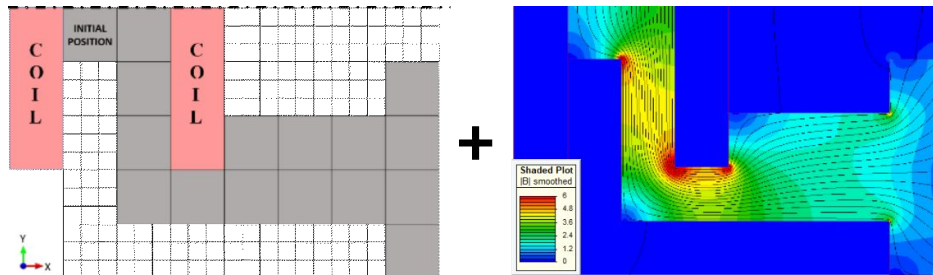 C
O
I
L
INITIAL
POSITION
C
O
I
L
Y
X
+
Shaded Plot
|B| smoothed
6
4.8
3.6
2.4
1.2
0